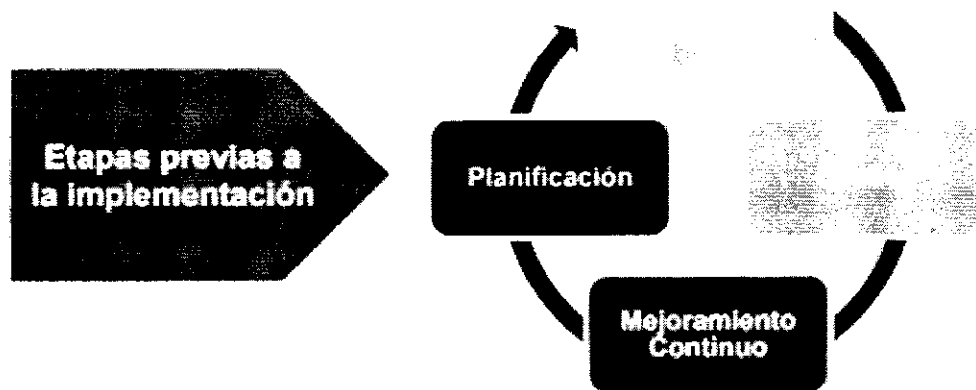 Etapas previas a
la implementación
Planificación
Mejoramiento
Continuo